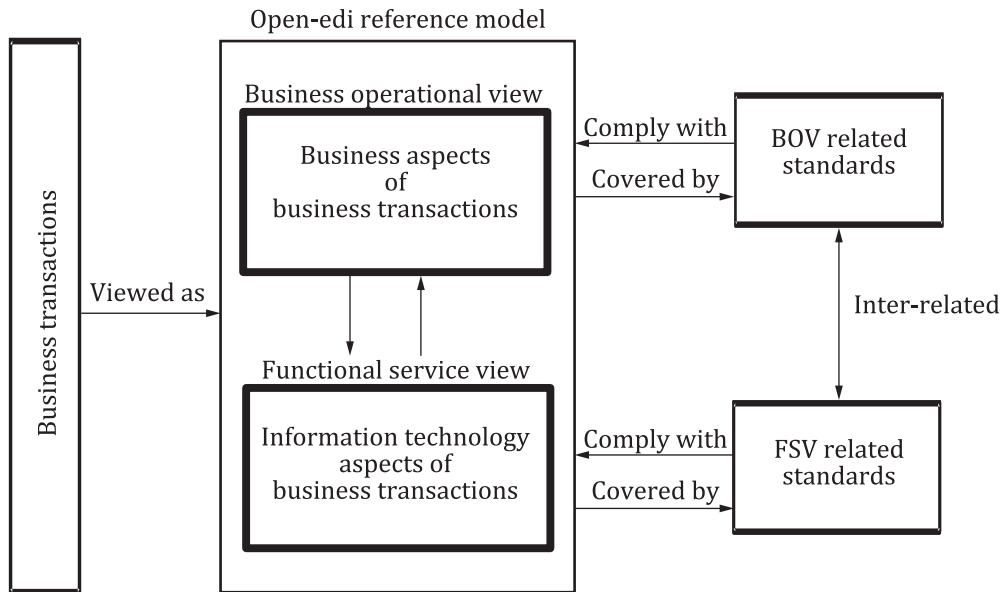 Open-edi reference model
Business transactions
Viewed as
Business operational view
Business aspects
of
business transactions
Functional service view
Information technology
aspects of
business transactions
Comply with
Covered by
BOV related
standards
Inter-related
Comply with
Covered by
FSV related
standards